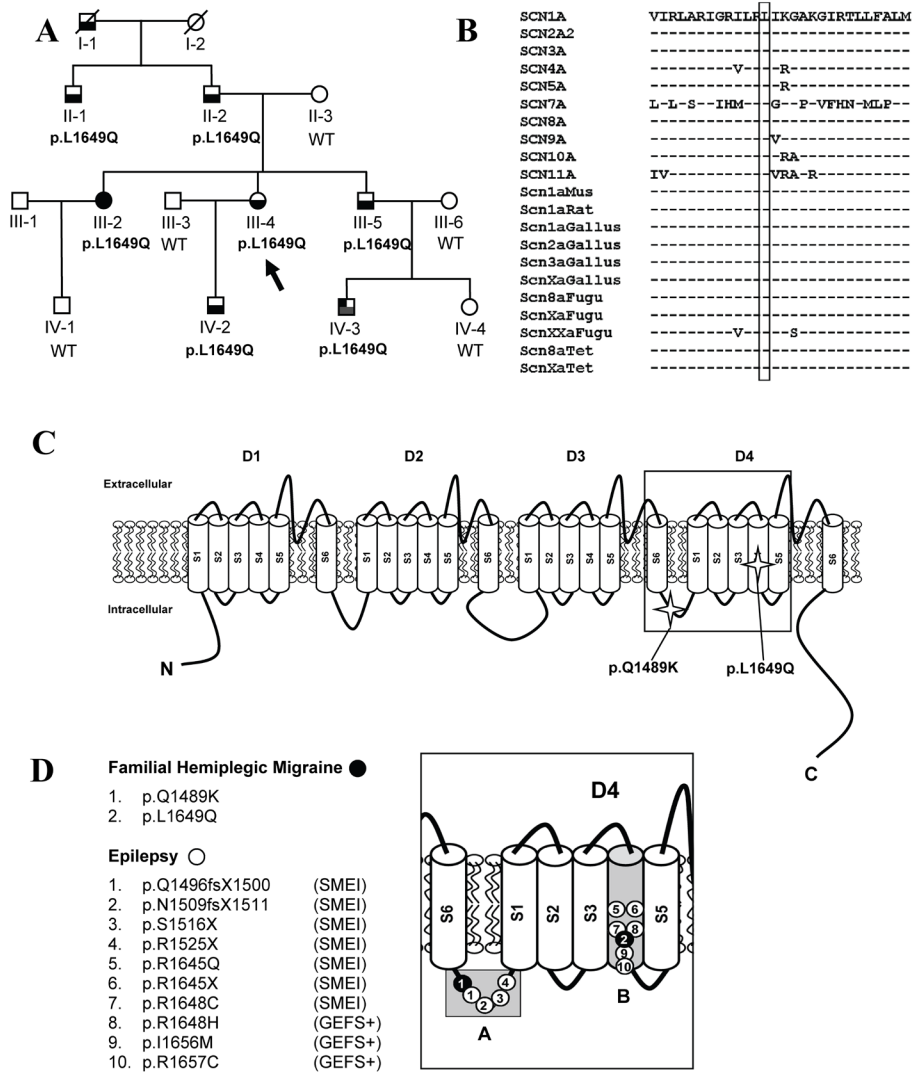 A
I-1 I-2
II-1 II-2 II-3
p.L1649Q p.L1649Q WT
III-1 III-2 III-3 III-4 III-5 III-6
p.L1649Q WT p.L1649Q p.L1649Q WT
IV-1 IV-2 IV-3 IV-4
WT p.L1649Q p.L1649Q WT
B
SCN1A VIRLARIGRILRLIKGAKGIRTLLFALM
SCN2A2 ----------------------------
SCN3A ----------------------------
SCN4A ---------V----R-------------
SCN5A --------------R-------------
SCN7A L-L-S--IHM---G--P-VFHN-MLP--
SCN8A ----------------------------
SCN9A -------------V--------------
SCN10A --------------RA------------
SCN11A IV-----------VRA-R----------
Scn1aMus ----------------------------
Scn1aRat ----------------------------
Scn1aGallus ----------------------------
Scn2aGallus ----------------------------
Scn3aGallus ----------------------------
ScnXaGallus ----------------------------
Scn8aFugu ----------------------------
ScnXaFugu ----------------------------
ScnXXaFugu ---------V-----S------------
Scn8aTet ----------------------------
ScnXaTet ----------------------------
C
D1 D2 D3 D4
Extracellular
S1 S2 S3 S4 S5 S6 S1 S2 S3 S4 S5 S6 S1 S2 S3 S4 S5 S6 S1 S2 S3 S5 S6
Intracellular
N
p.Q1489K p.L1649Q
C
D
Familial Hemiplegic Migraine
1. p.Q1489K
2. p.L1649Q
Epilepsy
1. p.Q1496fsX1500 (SMEI)
2. p.N1509fsX1511 (SMEI)
3. p.S1516X (SMEI)
4. p.R1525X (SMEI)
5. p.R1645Q (SMEI)
6. p.R1645X (SMEI)
7. p.R1648C (SMEI)
8. p.R1648H (GEFS+)
9. p.I1656M (GEFS+)
10. p.R1657C (GEFS+)
D4
S6 S1 S2 S3 S5
5 6
7 8
2
9
10
1 1 2 3 4
A
B